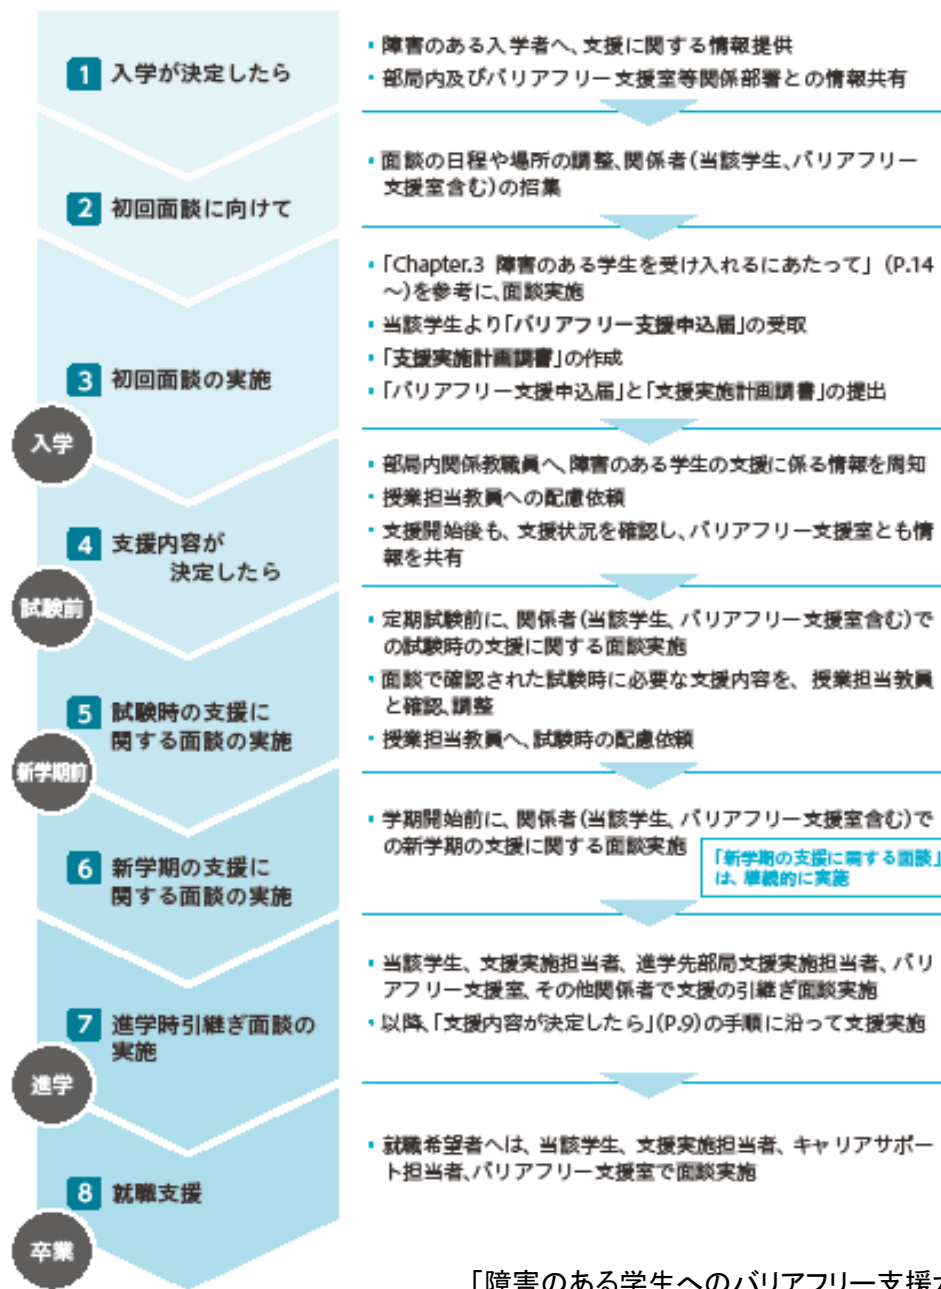 1 入学が決定したら
・障害のある入学者へ、支援に関する情報提供
・部局内及びバリアフリー支援室等関係部署との情報共有
2 初回面談に向けて
・面談の日程や場所の調整、関係者(当該学生、バリアフリー
支援室含む)の招集
3 初回面談の実施
・「Chapter.3 障害のある学生を受け入れるにあたって」(P.14
～)を参考に、面談実施
・当該学生より「バリアフリー支援申込届」の受取
・「支援実施計画調書」の作成
・「バリアフリー支援申込届」と「支援実施計画調書」の提出
入学
4 支援内容が
決定したら
・部局内関係教職員へ、障害のある学生の支援に係る情報を周知
・授業担当教員への配慮依頼
・支援開始後も、支援状況を確認し、バリアフリー支援室とも情
報を共有
試験前
5 試験時の支援に
関する面談の実施
・定期試験前に、関係者(当該学生、バリアフリー支援室含む)で
の試験時の支援に関する面談実施
・面談で確認された試験時に必要な支援内容を、授業担当教員
と確認、調整
・授業担当教員へ、試験時の配慮依頼
新学期前
6 新学期の支援に
関する面談の実施
・学期開始前に、関係者(当該学生、バリアフリー支援室含む)で
の新学期の支援に関する面談実施
「新学期の支援に関する面談」
は、継続的に実施
7 進学時引継ぎ面談の
実施
・当該学生、支援実施担当者、進学先部局支援実施担当者、バリ
アフリー支援室、その他関係者で支援の引継ぎ面談実施
・以降、「支援内容が決定したら」(P.9)の手順に沿って支援実施
進学
8 就職支援
・就職希望者へは、当該学生、支援実施担当者、キャリアサポー
ト担当者、バリアフリー支援室で面談実施
卒業
「障害のある学生へのバリアフリー支援